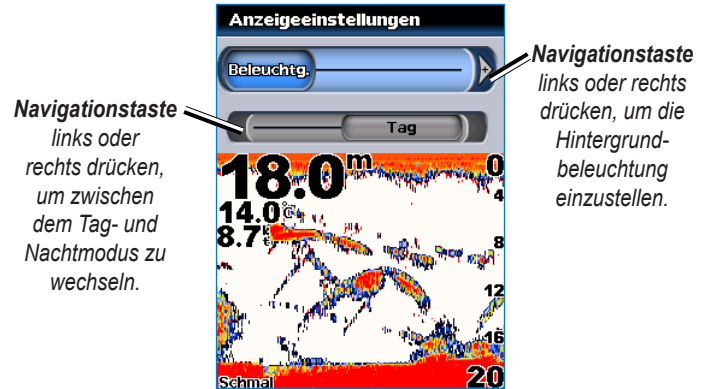 Anzeigeeinstellungen
Beleuchtg.
+
Tag
Navigationstaste
links oder
rechts drücken,
um zwischen
dem Tag- und
Nachtmodus zu
wechseln.
Navigationstaste
links oder rechts
drücken, um die
Hintergrund-
beleuchtung
einzustellen.
18.0m
14.0°C
8.7kt
0
4
8
12
16
20
Schmal